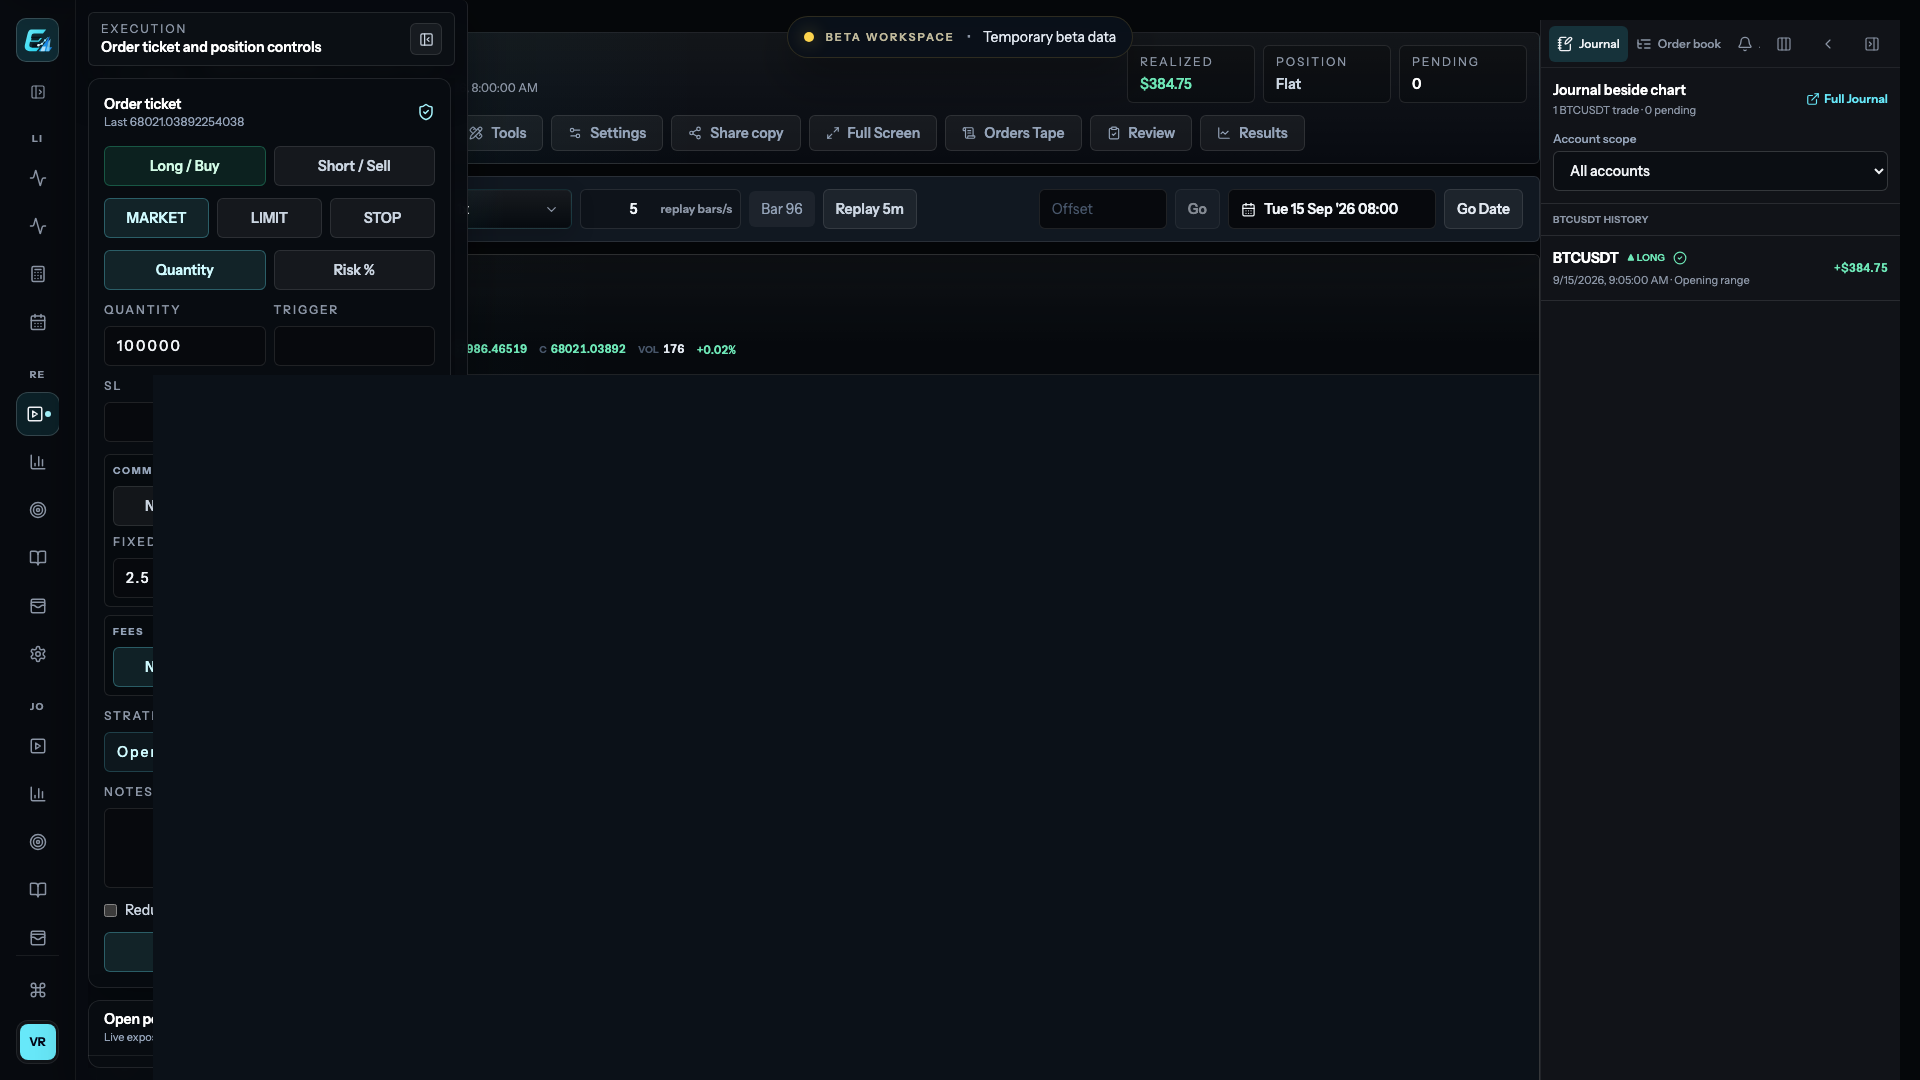 BETA WORKSPACE · Temporary beta data
LI
RE
JO
VR
EXECUTION
Order ticket and position controls
Order ticket
Last 68021.03892254038
Long / Buy
Short / Sell
MARKET
LIMIT
STOP
Quantity
Risk %
QUANTITY
TRIGGER
100000
SL
COMM
N
FIXED
2.5
FEES
N
STRAT
Oper
NOTES
Redu
Open p
Live expo
8:00:00 AM
REALIZED
$384.75
POSITION
Flat
PENDING
0
Tools
Settings
Share copy
Full Screen
Orders Tape
Review
Results
5 replay bars/s
Bar 96
Replay 5m
Offset
Go
Tue 15 Sep '26 08:00
Go Date
986.46519 C 68021.03892 VOL 176 +0.02%
Journal
Order book
Journal beside chart
1 BTCUSDT trade · 0 pending
Full Journal
Account scope
All accounts
BTCUSDT HISTORY
BTCUSDT ▲ LONG
+$384.75
9/15/2026, 9:05:00 AM · Opening range